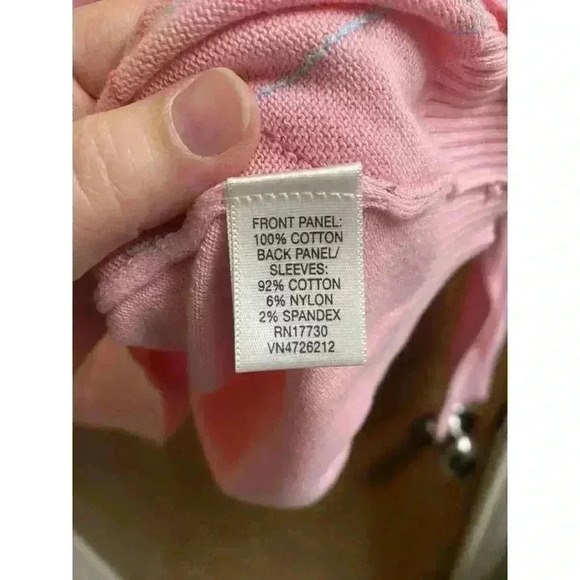 FRONT PANEL:
100% COTTON
BACK PANEL/
SLEEVES:
92% COTTON
6% NYLON
2% SPANDEX
RN17730
VN4726212